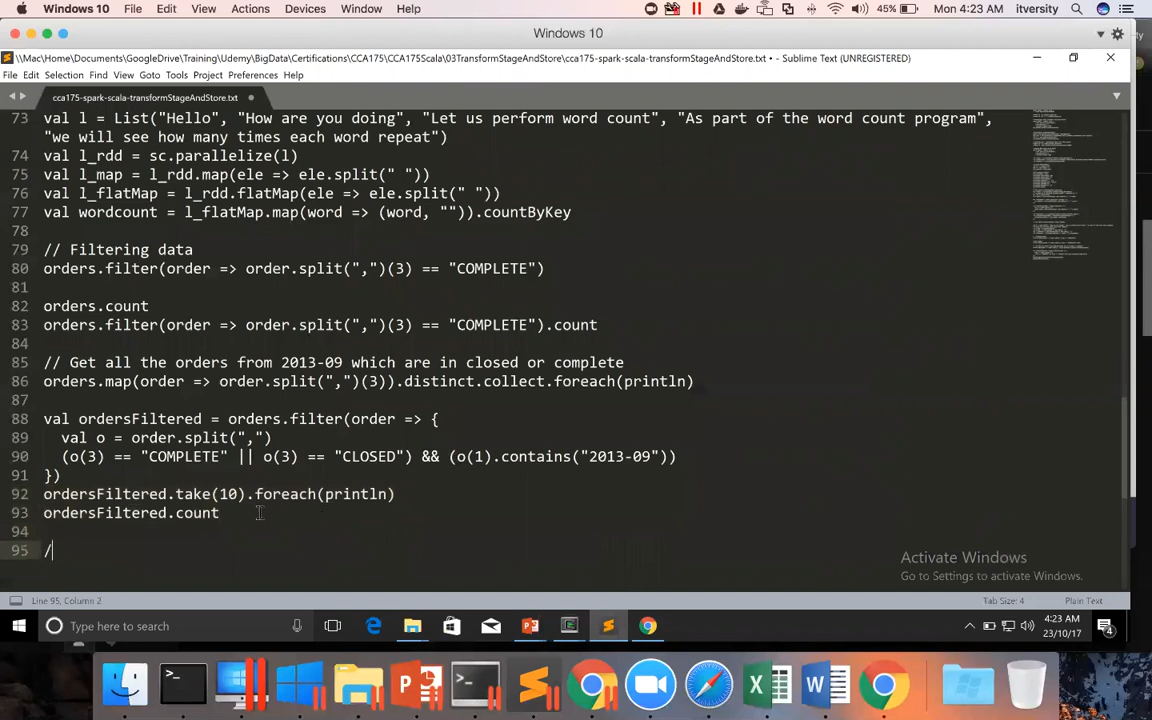 Windows 10 File Edit View Actions Devices Window Help 45% Mon 4:23 AM itversity
Windows 10
\\Mac\Home\Documents\GoogleDrive\Training\Udemy\BigData\Certifications\CCA175\CCA175Scala\03TransformStageAndStore\cca175-spark-scala-transformStageAndStore.txt • - Sublime Text (UNREGISTERED)
File Edit Selection Find View Goto Tools Project Preferences Help
cca175-spark-scala-transformStageAndStore.txt
73 val l = List("Hello", "How are you doing", "Let us perform word count", "As part of the word count program",
"we will see how many times each word repeat")
74 val l_rdd = sc.parallelize(l)
75 val l_map = l_rdd.map(ele => ele.split(" "))
76 val l_flatMap = l_rdd.flatMap(ele => ele.split(" "))
77 val wordcount = l_flatMap.map(word => (word, "")).countByKey
78
79 // Filtering data
80 orders.filter(order => order.split(",")(3) == "COMPLETE")
81
82 orders.count
83 orders.filter(order => order.split(",")(3) == "COMPLETE").count
84
85 // Get all the orders from 2013-09 which are in closed or complete
86 orders.map(order => order.split(",")(3)).distinct.collect.foreach(println)
87
88 val ordersFiltered = orders.filter(order => {
89 val o = order.split(",")
90 (o(3) == "COMPLETE" || o(3) == "CLOSED") && (o(1).contains("2013-09"))
91 })
92 ordersFiltered.take(10).foreach(println)
93 ordersFiltered.count
94
95 /
Activate Windows
Go to Settings to activate Windows.
Line 95, Column 2 Tab Size: 4 Plain Text
Type here to search 4:23 AM
23/10/17 4